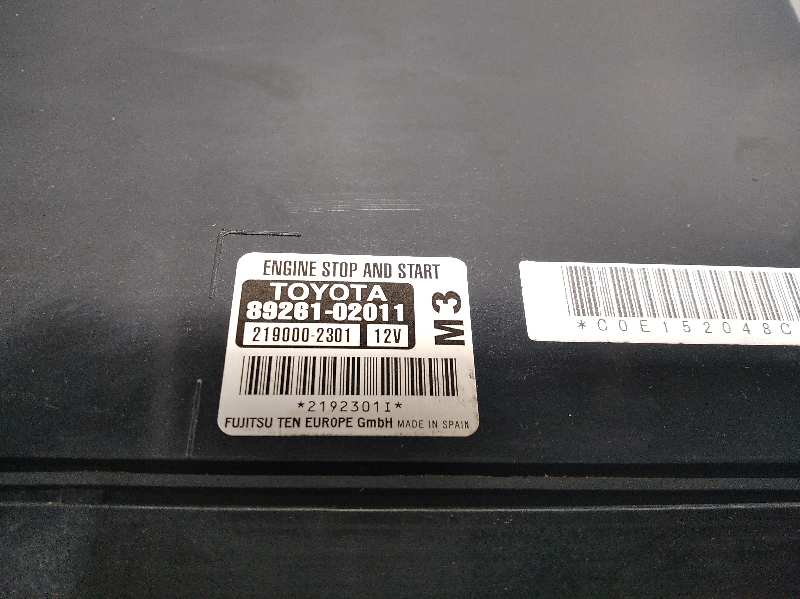 ENGINE STOP AND START
TOYOTA
89261-02011
219000-2301 12V
M3
*2192301I*
FUJITSU TEN EUROPE GmbH MADE IN SPAIN
*C0E152048C